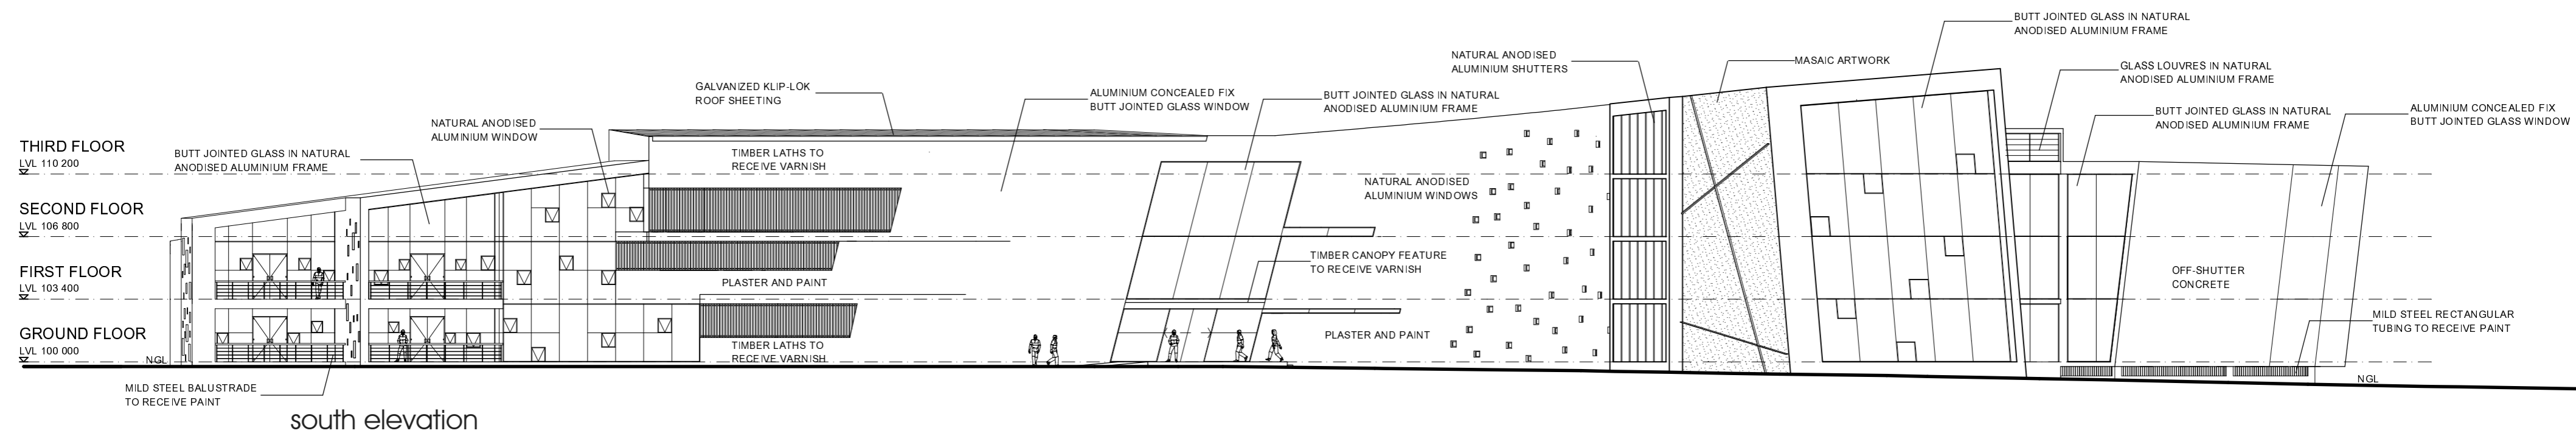 THIRD FLOOR
LVL 110 200
SECOND FLOOR
LVL 106 800
FIRST FLOOR
LVL 103 400
GROUND FLOOR
LVL 100 000
NGL
BUTT JOINTED GLASS IN NATURAL
ANODISED ALUMINIUM FRAME
MILD STEEL BALUSTRADE
TO RECEIVE PAINT
NATURAL ANODISED
ALUMINIUM WINDOW
GALVANIZED KLIP-LOK
ROOF SHEETING
TIMBER LATHS TO
RECEIVE VARNISH
PLASTER AND PAINT
TIMBER LATHS TO
RECEIVE VARNISH
ALUMINIUM CONCEALED FIX
BUTT JOINTED GLASS WINDOW
BUTT JOINTED GLASS IN NATURAL
ANODISED ALUMINIUM FRAME
NATURAL ANODISED
ALUMINIUM WINDOWS
TIMBER CANOPY FEATURE
TO RECEIVE VARNISH
PLASTER AND PAINT
NATURAL ANODISED
ALUMINIUM SHUTTERS
MASAIC ARTWORK
BUTT JOINTED GLASS IN NATURAL
ANODISED ALUMINIUM FRAME
GLASS LOUVRES IN NATURAL
ANODISED ALUMINIUM FRAME
BUTT JOINTED GLASS IN NATURAL
ANODISED ALUMINIUM FRAME
ALUMINIUM CONCEALED FIX
BUTT JOINTED GLASS WINDOW
OFF-SHUTTER
CONCRETE
MILD STEEL RECTANGULAR
TUBING TO RECEIVE PAINT
NGL
south elevation